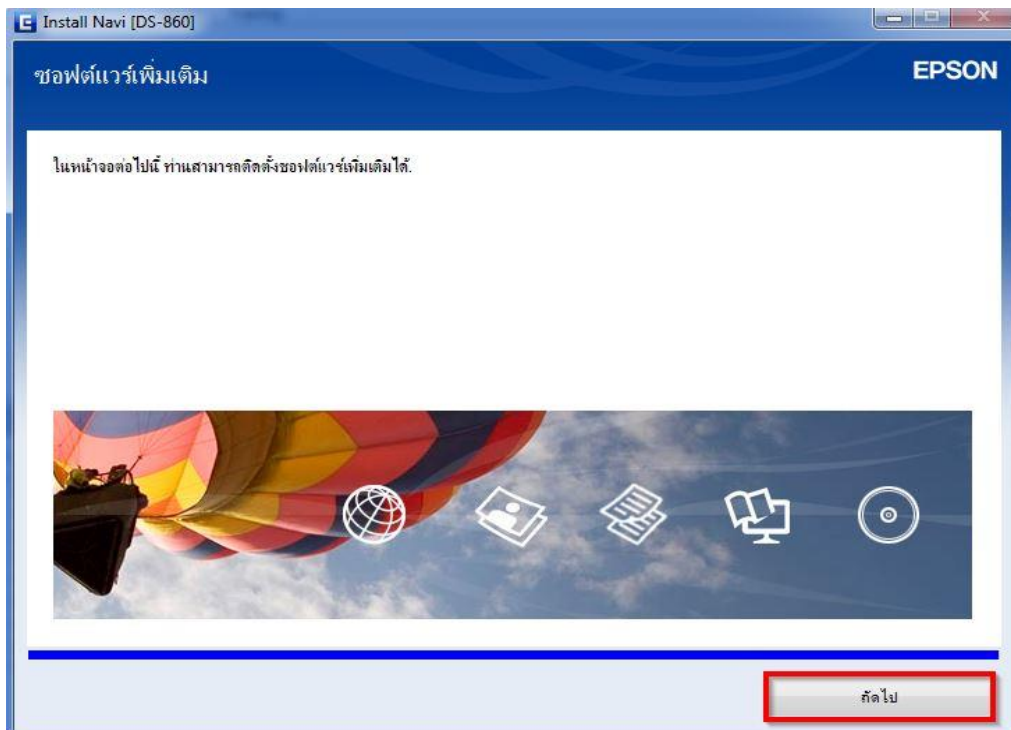 Install Navi [DS-860]
ซอฟต์แวร์เพิ่มเติม
EPSON
ในหน้าจอต่อไปนี้ ท่านสามารถติดตั้งซอฟต์แวร์เพิ่มเติมได้.
ถัดไป